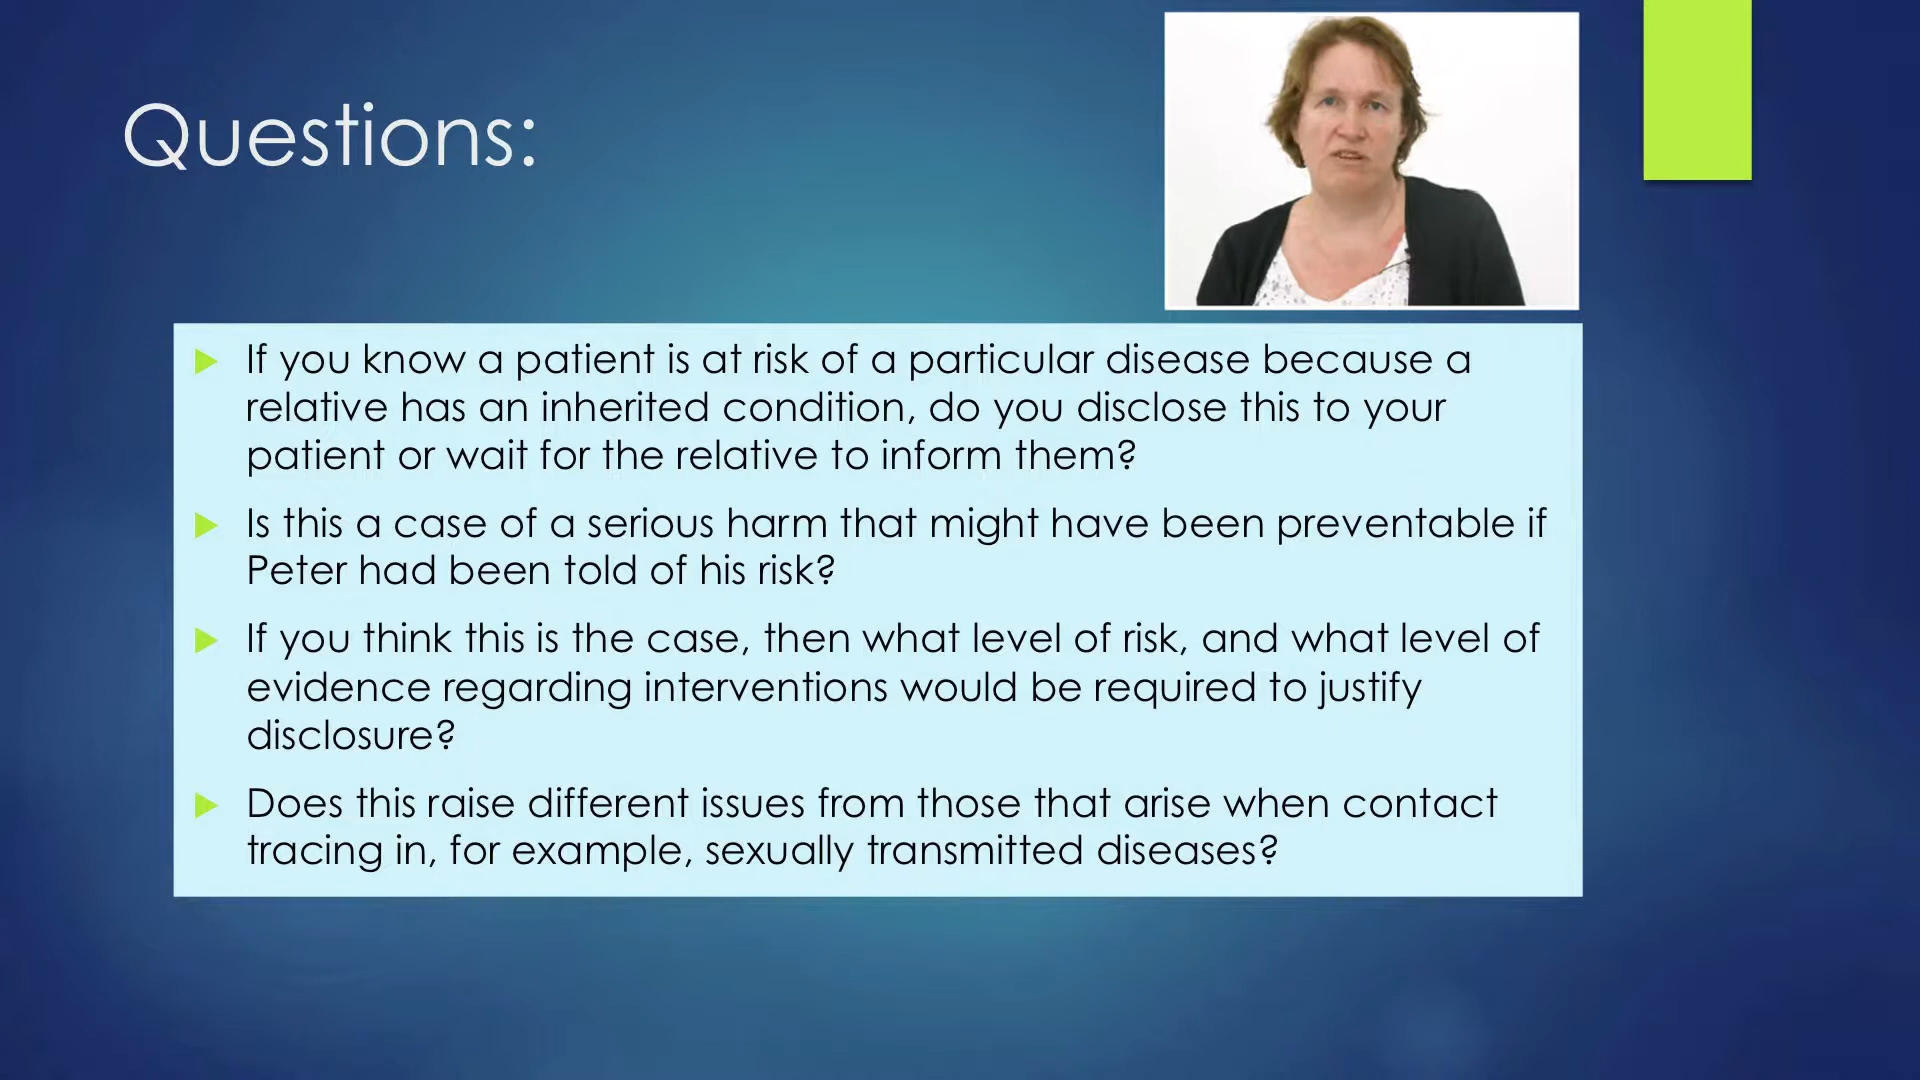 Questions:
If you know a patient is at risk of a particular disease because a
relative has an inherited condition, do you disclose this to your
patient or wait for the relative to inform them?
Is this a case of a serious harm that might have been preventable if
Peter had been told of his risk?
If you think this is the case, then what level of risk, and what level of
evidence regarding interventions would be required to justify
disclosure?
Does this raise different issues from those that arise when contact
tracing in, for example, sexually transmitted diseases?